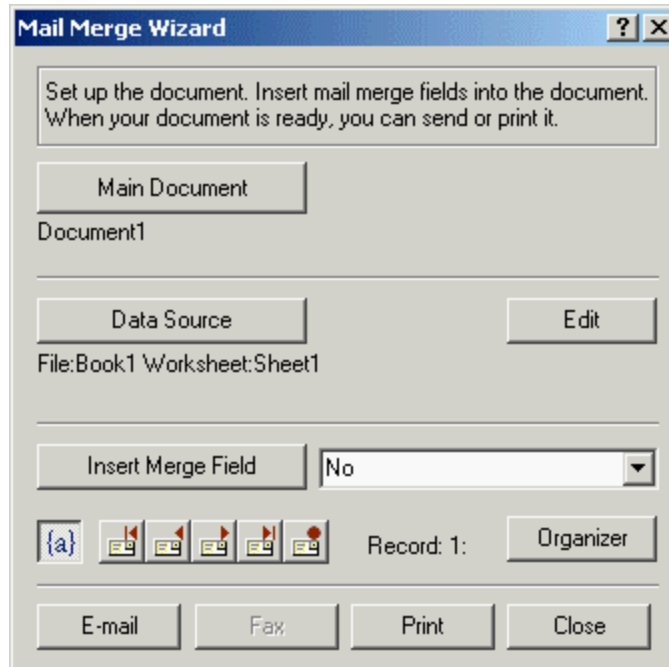 Mail Merge Wizard
Set up the document. Insert mail merge fields into the document.
When your document is ready, you can send or print it.
Main Document
Document1
Data Source Edit
File:Book1 Worksheet:Sheet1
Insert Merge Field No
{a} Record: 1: Organizer
E-mail Fax Print Close